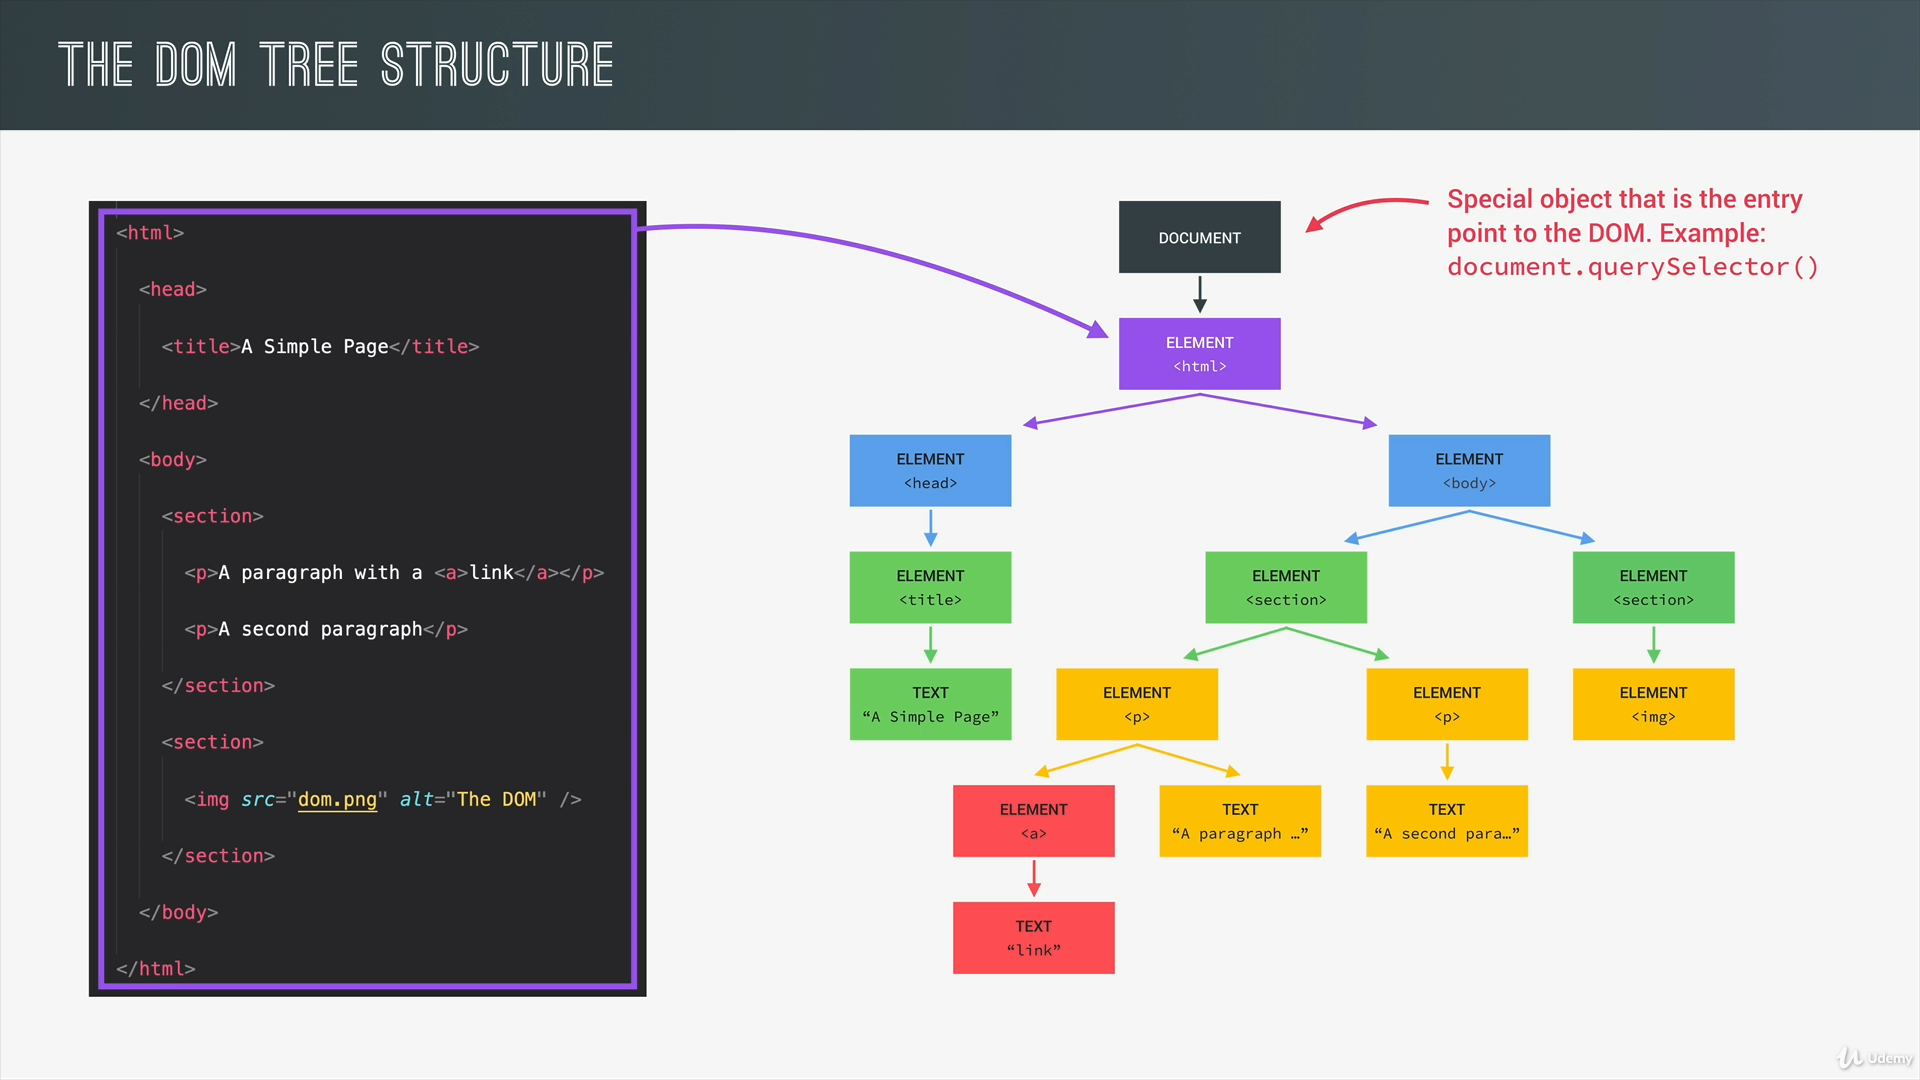 THE DOM TREE STRUCTURE
<html>
<head>
<title>A Simple Page</title>
</head>
<body>
<section>
<p>A paragraph with a <a>link</a></p>
<p>A second paragraph</p>
</section>
<section>
<img src="dom.png" alt="The DOM" />
</section>
</body>
</html>
DOCUMENT
Special object that is the entry
point to the DOM. Example:
document.querySelector()
ELEMENT
<html>
ELEMENT
<head>
ELEMENT
<body>
ELEMENT
<title>
ELEMENT
<section>
ELEMENT
<section>
TEXT
“A Simple Page”
ELEMENT
<p>
ELEMENT
<p>
ELEMENT
<img>
ELEMENT
<a>
TEXT
“A paragraph …”
TEXT
“A second para…”
TEXT
“link”
Udemy